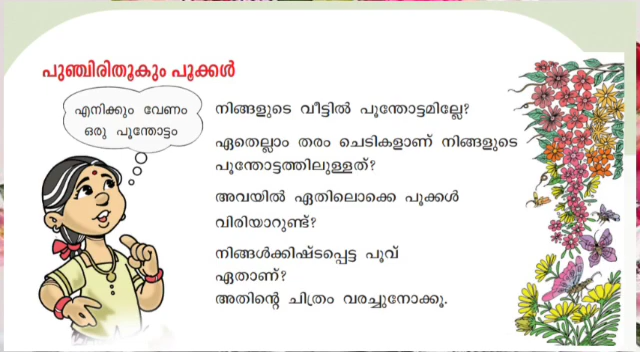 പുഞ്ചിരിതൂകും പൂക്കൾ
എനിക്കും വേണം
ഒരു പൂന്തോട്ടം
നിങ്ങളുടെ വീട്ടിൽ പൂന്തോട്ടമില്ലേ?
ഏതെല്ലാം തരം ചെടികളാണ് നിങ്ങളുടെ
പൂന്തോട്ടത്തിലുള്ളത്?
അവയിൽ ഏതിലൊക്കെ പൂക്കൾ
വിരിയാറുണ്ട്?
നിങ്ങൾക്കിഷ്ടപ്പെട്ട പൂവ്
ഏതാണ്?
അതിന്റെ ചിത്രം വരച്ചുനോക്കൂ.